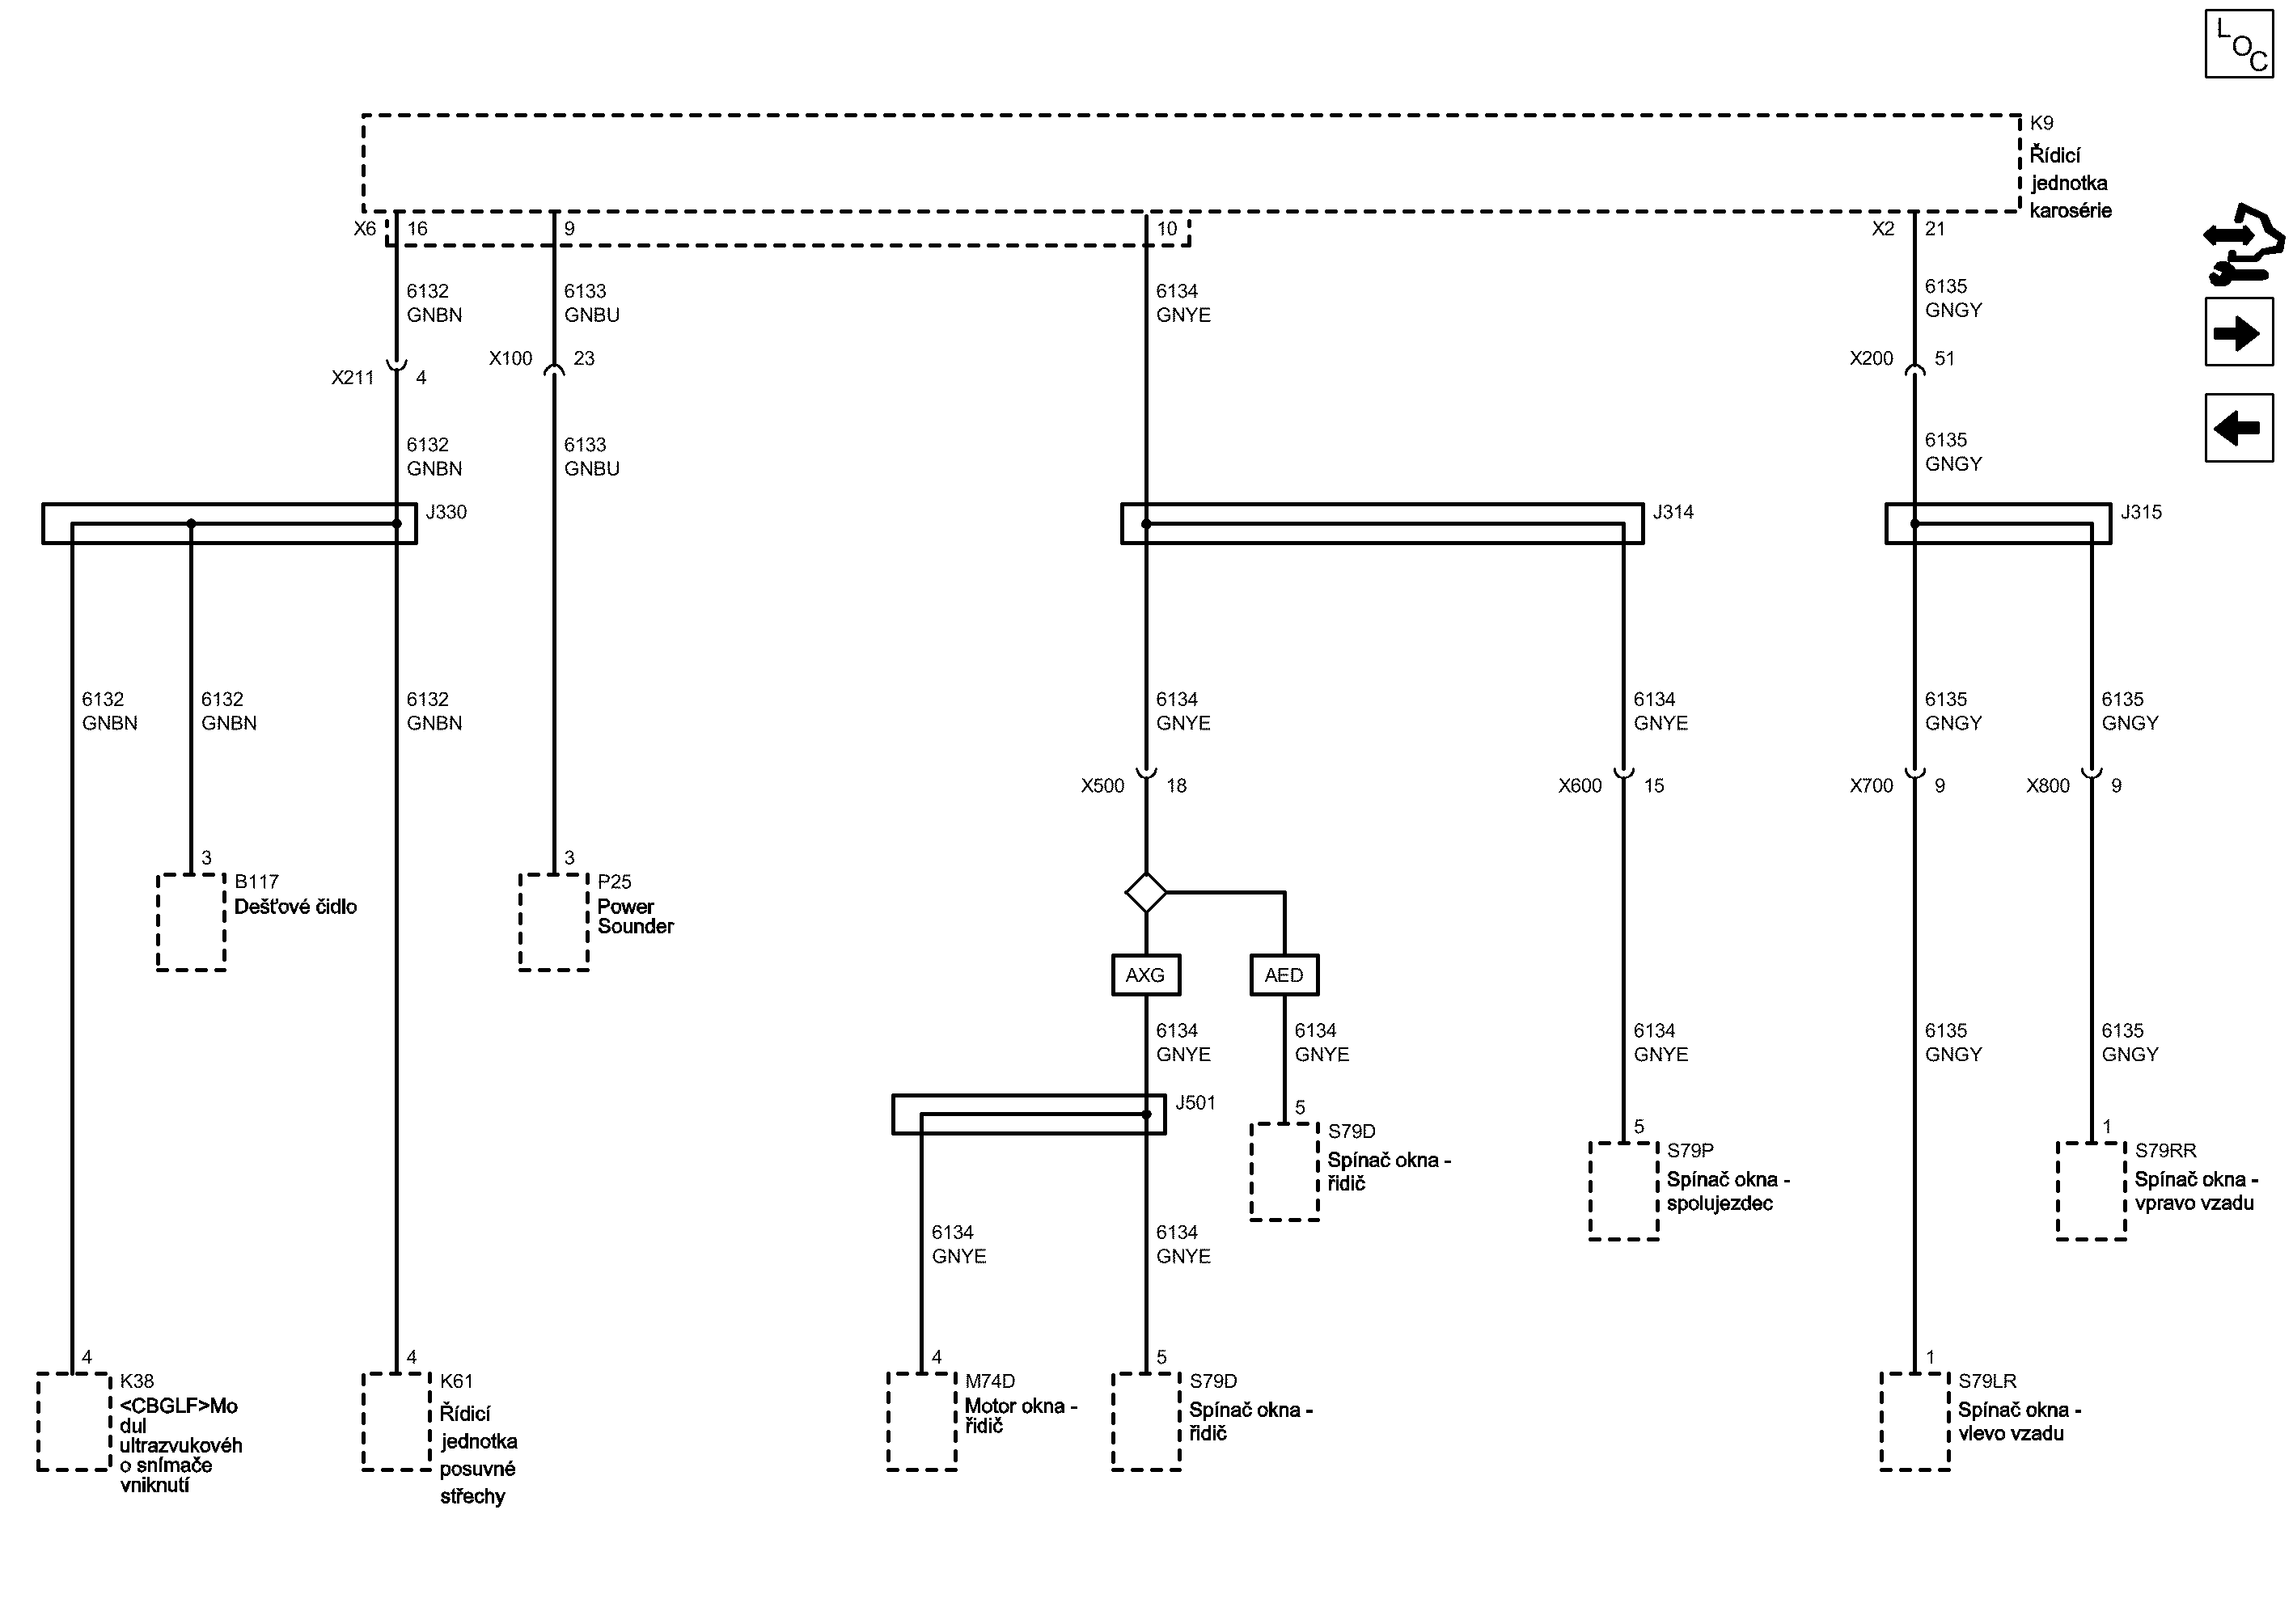 LOC
K9
Řídicí
jednotka
karosérie
X6 16 9 10 X2 21
6132 6133 6134 6135
GNBN GNBU GNYE GNGY
X211 4 X100 23 X200 51
6132 6133 6135
GNBN GNBU GNGY
J330 J314 J315
6132 6132 6132 6134 6134 6135 6135
GNBN GNBN GNBN GNYE GNYE GNGY GNGY
X500 18 X600 15 X700 9 X800 9
3 3
B117 P25
Dešťové čidlo Power
Sounder
AXG AED
6134 6134 6134 6135 6135
GNYE GNYE GNYE GNGY GNGY
J501 5 5 1
S79D
Spínač okna -
řidič
S79P
Spínač okna -
spolujezdec
S79RR
Spínač okna -
vpravo vzadu
6134 6134
GNYE GNYE
4 4 4 5 1
K38
<CBGLF>Mo
dul
ultrazvukovéh
o snímače
vniknutí
K61
Řídicí
jednotka
posuvné
střechy
M74D
Motor okna -
řidič
S79D
Spínač okna -
řidič
S79LR
Spínač okna -
vlevo vzadu